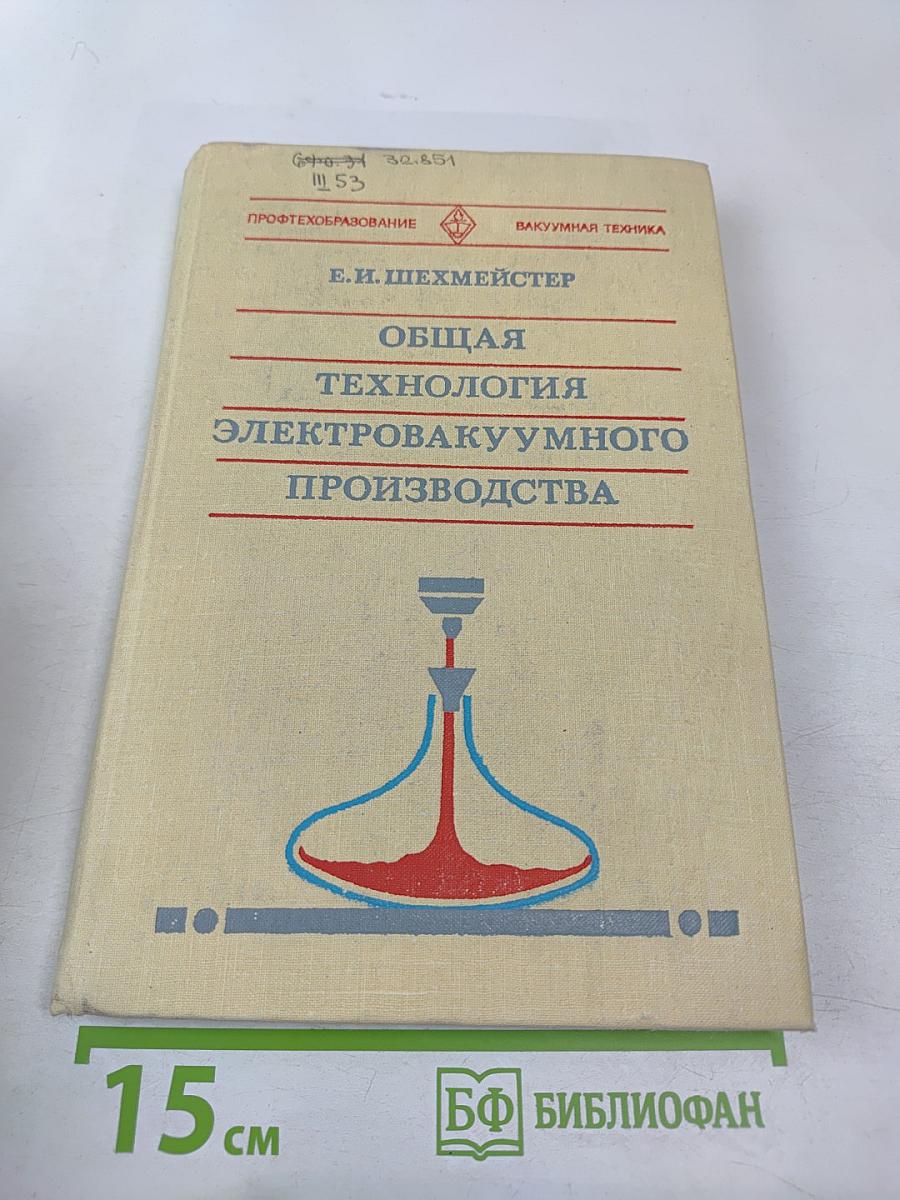 32.851
Ш 53
ПРОФТЕХОБРАЗОВАНИЕ ВАКУУМНАЯ ТЕХНИКА
Е. И. ШЕХМЕЙСТЕР
ОБЩАЯ
ТЕХНОЛОГИЯ
ЭЛЕКТРОВАКУУМНОГО
ПРОИЗВОДСТВА
15 см
БФ БИБЛИОФАН